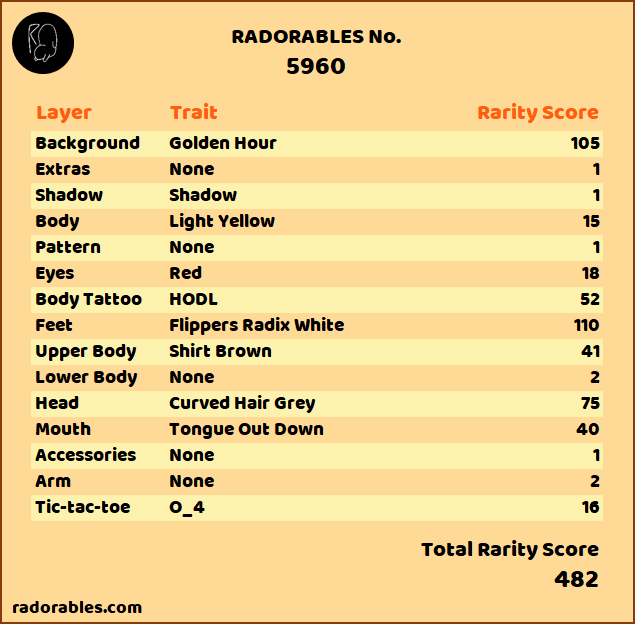 RADORABLES No.
5960
Layer Trait Rarity Score
Background Golden Hour 105
Extras None 1
Shadow Shadow 1
Body Light Yellow 15
Pattern None 1
Eyes Red 18
Body Tattoo HODL 52
Feet Flippers Radix White 110
Upper Body Shirt Brown 41
Lower Body None 2
Head Curved Hair Grey 75
Mouth Tongue Out Down 40
Accessories None 1
Arm None 2
Tic-tac-toe O_4 16
Total Rarity Score
482
radorables.com